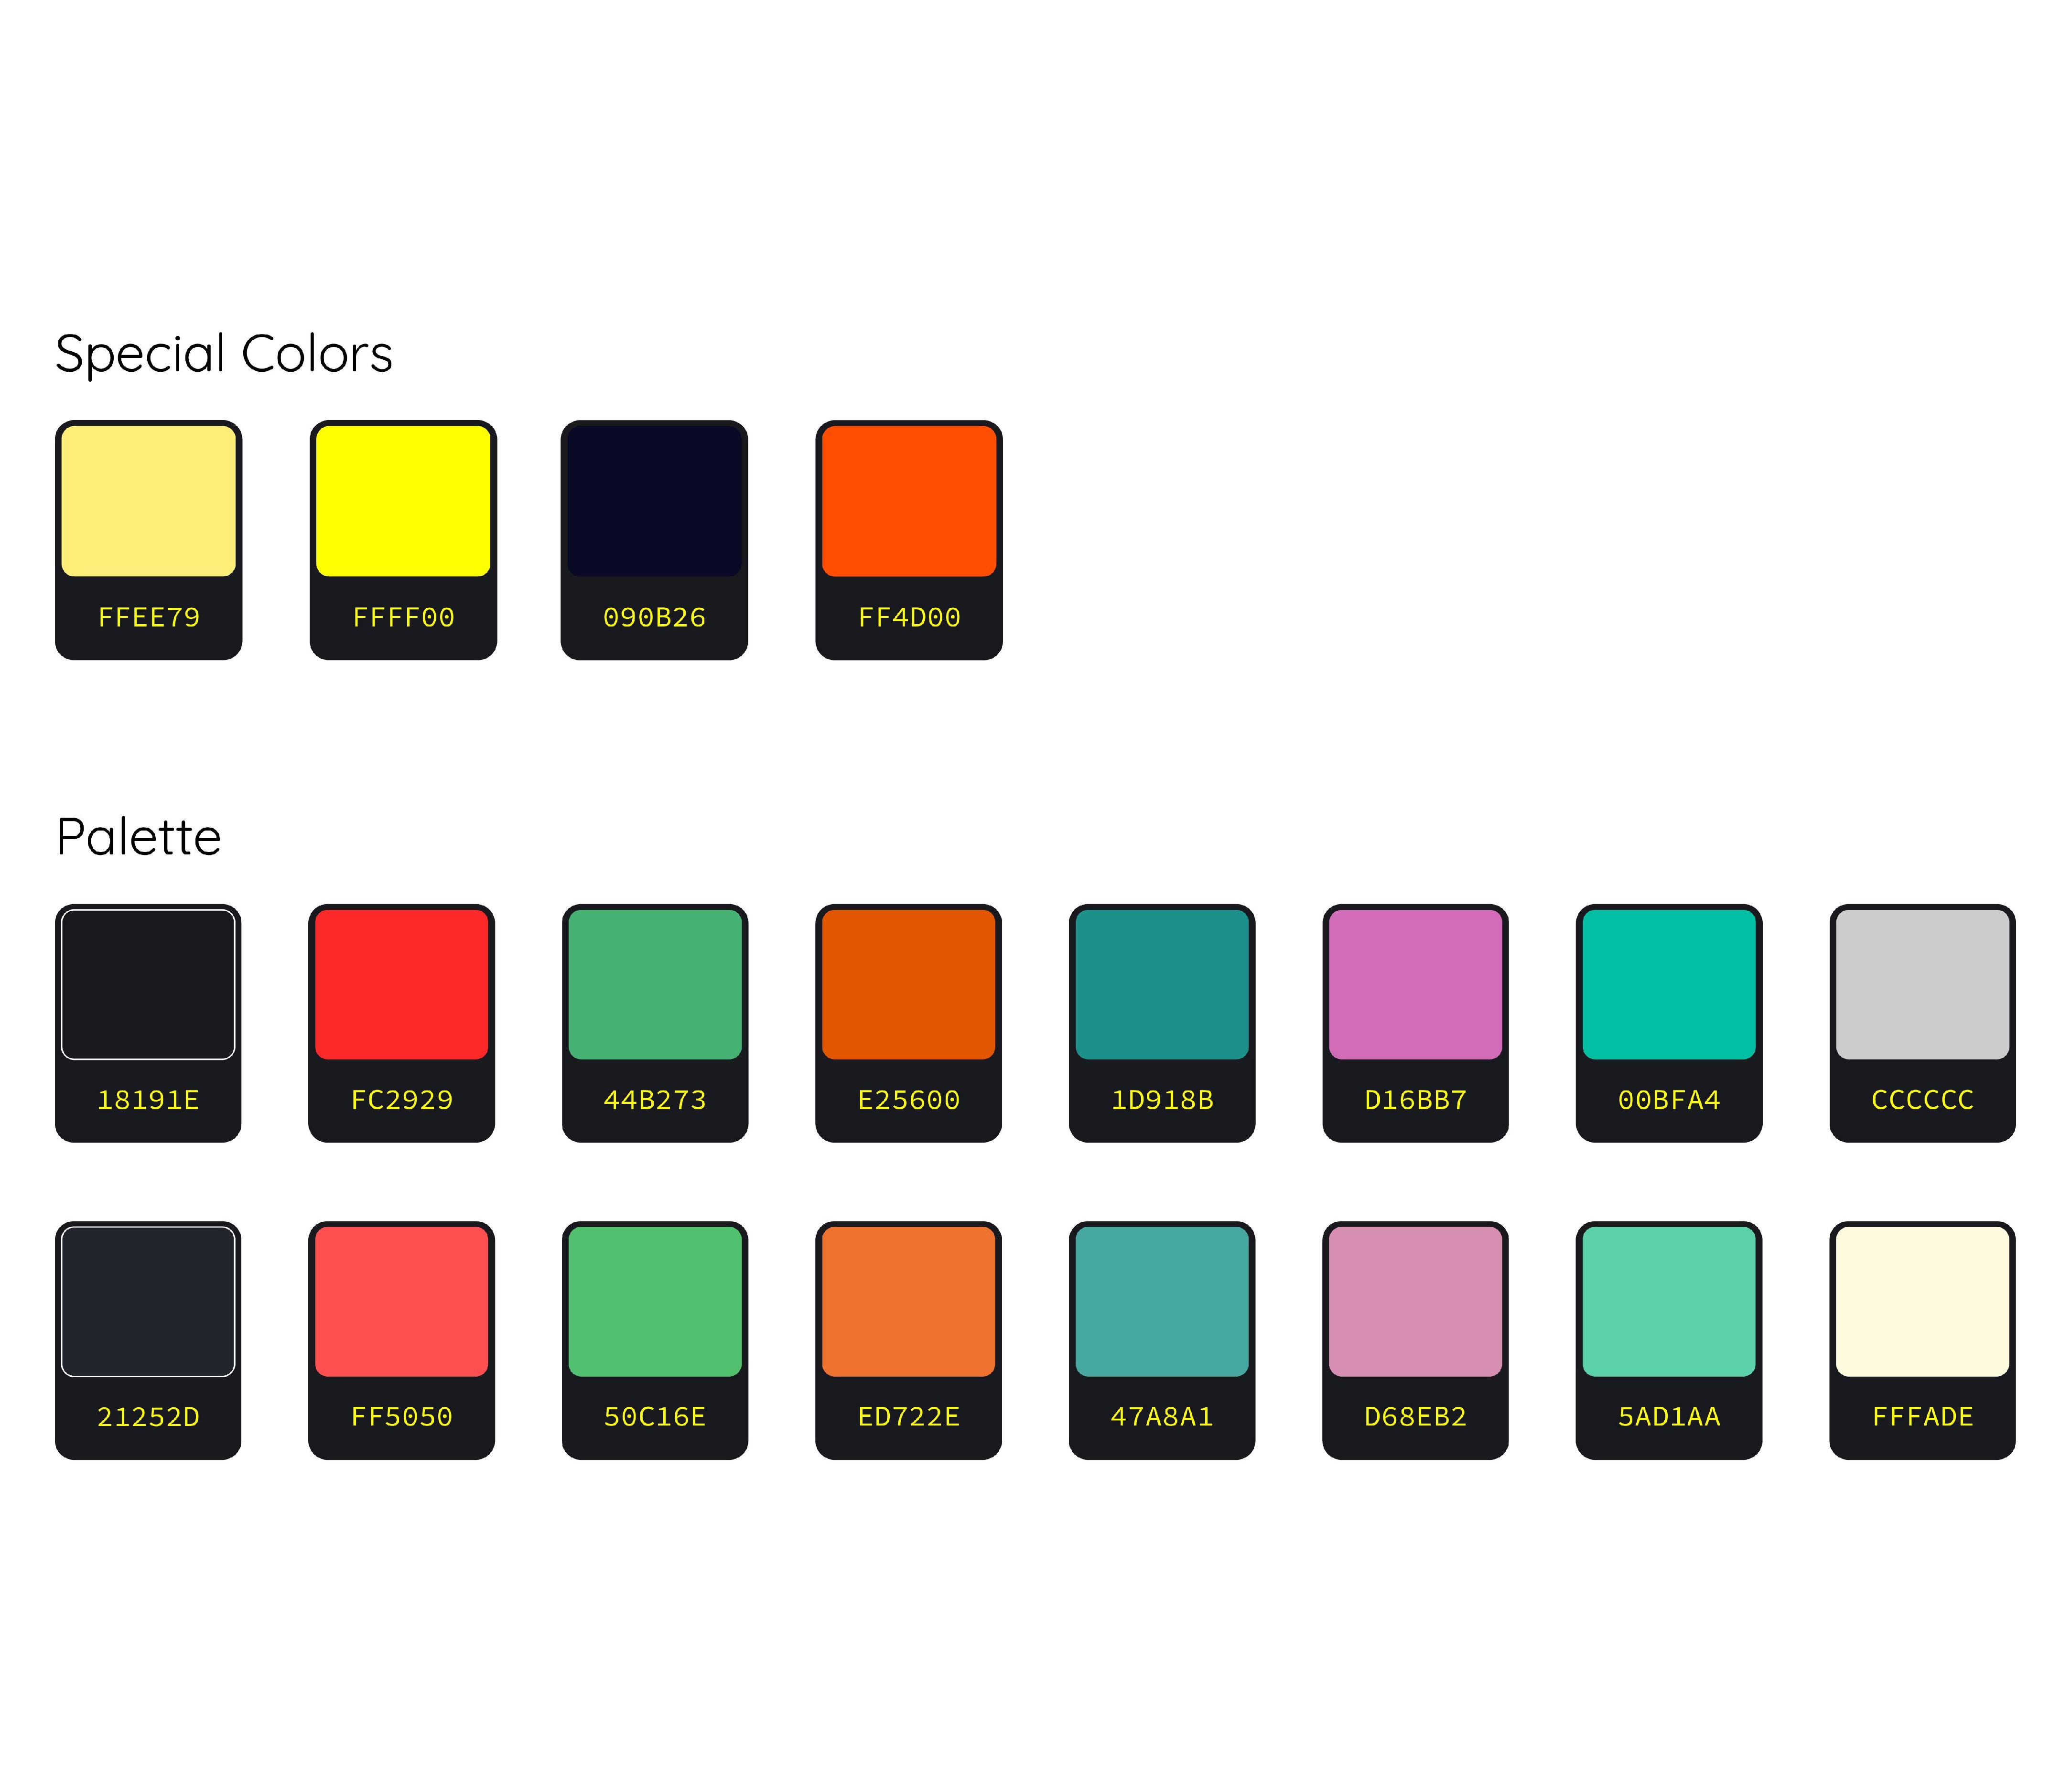 Special Colors
FFEE79 FFFF00 090B26 FF4D00
Palette
18191E FC2929 44B273 E25600 1D918B D16BB7 00BFA4 CCCCCC
21252D FF5050 50C16E ED722E 47A8A1 D68EB2 5AD1AA FFFADE